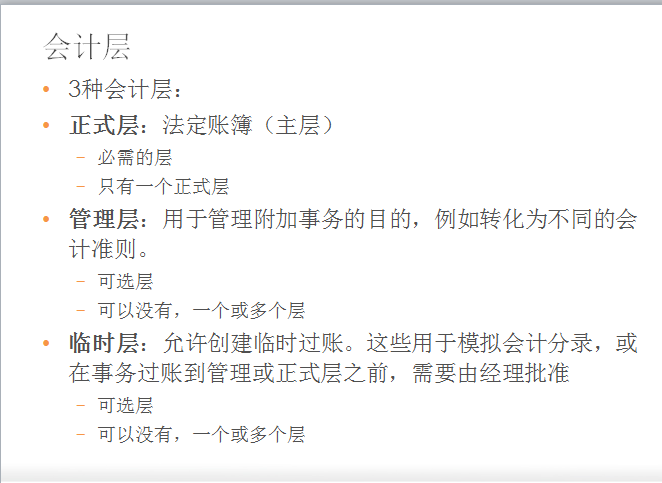 会计层
• 3种会计层：
• 正式层：法定账簿（主层）
– 必需的层
– 只有一个正式层
• 管理层：用于管理附加事务的目的，例如转化为不同的会
计准则。
– 可选层
– 可以没有，一个或多个层
• 临时层：允许创建临时过账。这些用于模拟会计分录，或
在事务过账到管理或正式层之前，需要由经理批准
– 可选层
– 可以没有，一个或多个层